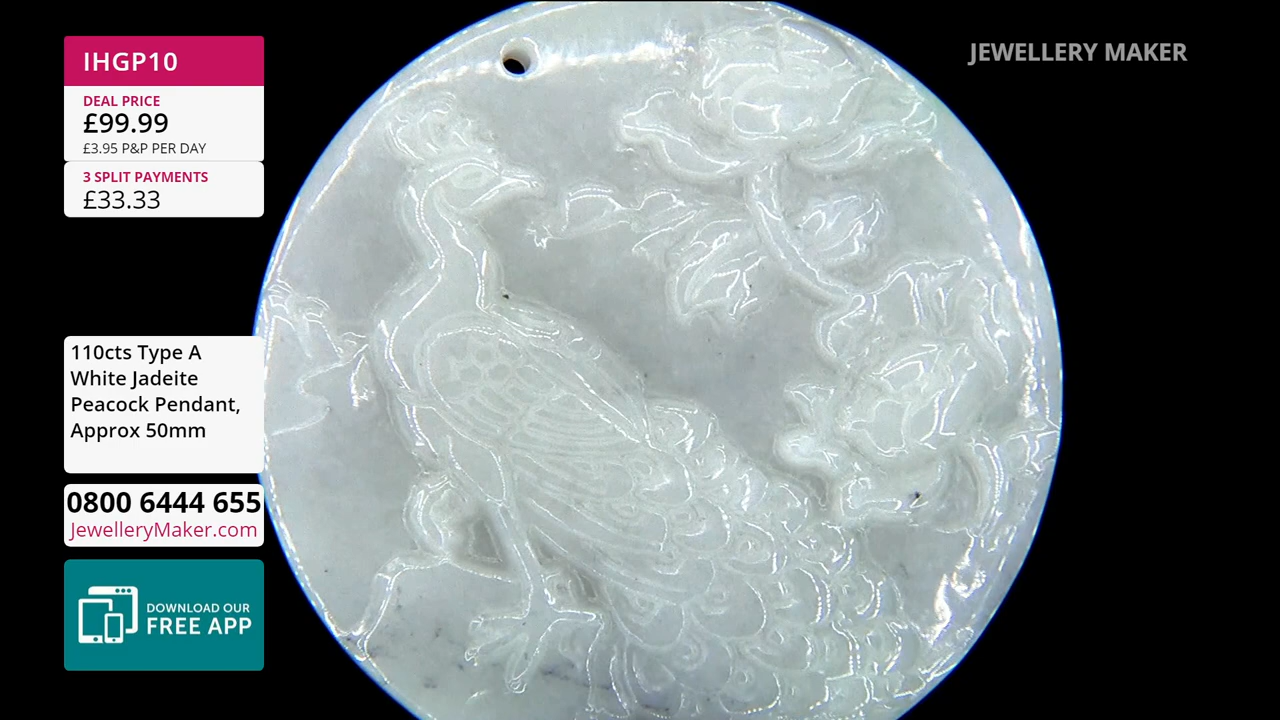 IHGP10
DEAL PRICE
£99.99
£3.95 P&P PER DAY
3 SPLIT PAYMENTS
£33.33
110cts Type A
White Jadeite
Peacock Pendant,
Approx 50mm
0800 6444 655
JewelleryMaker.com
DOWNLOAD OUR
FREE APP
JEWELLERY MAKER